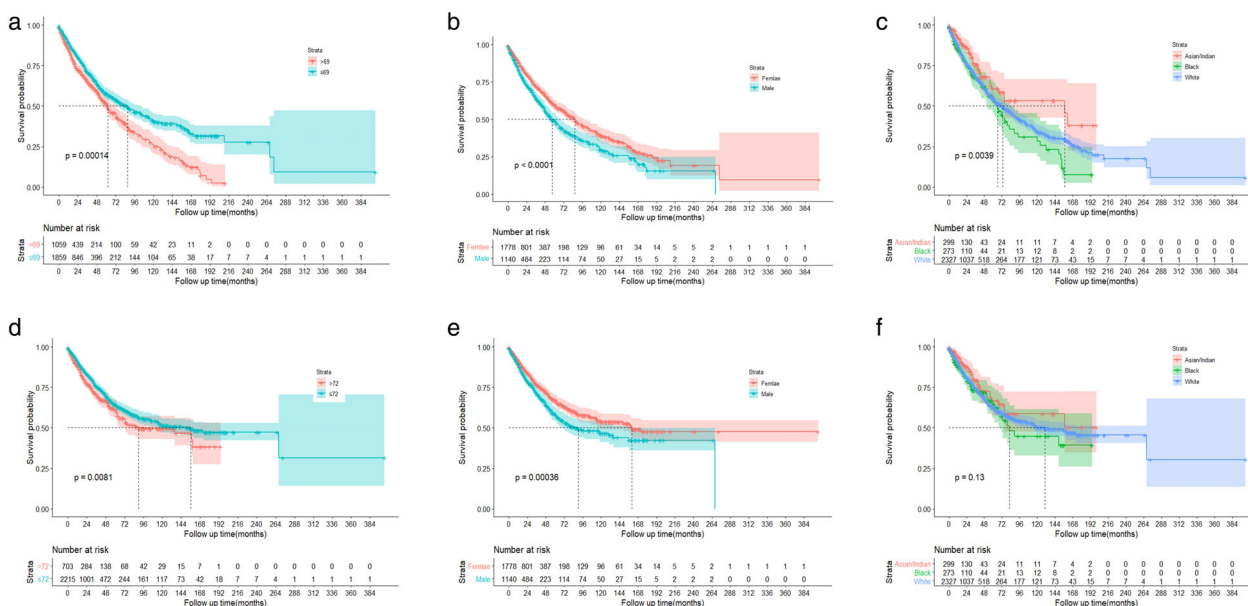 a
Strata
>69
≤69
1.00
0.75
0.50
0.25
0.00
Survival probability
p = 0.00014
0 24 48 72 96 120 144 168 192 216 240 264 288 312 336 360 384
Follow up time(months)
Number at risk
Strata
>69 1059 439 214 100 59 42 23 11 2 0 0 0 0 0 0 0 0
≤69 1859 846 396 212 144 104 65 38 17 7 7 4 1 1 1 1 1
0 24 48 72 96 120 144 168 192 216 240 264 288 312 336 360 384
Follow up time(months)
b
Strata
Femlae
Male
1.00
0.75
0.50
0.25
0.00
Survival probability
p < 0.0001
0 24 48 72 96 120 144 168 192 216 240 264 288 312 336 360 384
Follow up time(months)
Number at risk
Strata
Femlae 1778 801 387 198 129 96 61 34 14 5 5 2 1 1 1 1 1
Male 1140 484 223 114 74 50 27 15 5 2 2 2 0 0 0 0 0
0 24 48 72 96 120 144 168 192 216 240 264 288 312 336 360 384
Follow up time(months)
c
Strata
Asian/Indian
Black
White
1.00
0.75
0.50
0.25
0.00
Survival probability
p = 0.0039
0 24 48 72 96 120 144 168 192 216 240 264 288 312 336 360 384
Follow up time(months)
Number at risk
Strata
Asian/Indian 299 130 43 24 11 11 7 4 2 0 0 0 0 0 0 0 0
Black 273 110 44 21 13 12 8 2 2 0 0 0 0 0 0 0 0
White 2327 1037 518 264 177 121 73 43 15 7 7 4 1 1 1 1 1
0 24 48 72 96 120 144 168 192 216 240 264 288 312 336 360 384
Follow up time(months)
d
Strata
>72
≤72
1.00
0.75
0.50
0.25
0.00
Survival probability
p = 0.0081
0 24 48 72 96 120 144 168 192 216 240 264 288 312 336 360 384
Follow up time(months)
Number at risk
Strata
>72 703 284 138 68 42 29 15 7 1 0 0 0 0 0 0 0 0
≤72 2215 1001 472 244 161 117 73 42 18 7 7 4 1 1 1 1 1
0 24 48 72 96 120 144 168 192 216 240 264 288 312 336 360 384
Follow up time(months)
e
Strata
Femlae
Male
1.00
0.75
0.50
0.25
0.00
Survival probability
p = 0.00036
0 24 48 72 96 120 144 168 192 216 240 264 288 312 336 360 384
Follow up time(months)
Number at risk
Strata
Femlae 1778 801 387 198 129 96 61 34 14 5 5 2 1 1 1 1 1
Male 1140 484 223 114 74 50 27 15 5 2 2 2 0 0 0 0 0
0 24 48 72 96 120 144 168 192 216 240 264 288 312 336 360 384
Follow up time(months)
f
Strata
Asian/Indian
Black
White
1.00
0.75
0.50
0.25
0.00
Survival probability
p = 0.13
0 24 48 72 96 120 144 168 192 216 240 264 288 312 336 360 384
Follow up time(months)
Number at risk
Strata
Asian/Indian 299 130 43 24 11 11 7 4 2 0 0 0 0 0 0 0 0
Black 273 110 44 21 13 12 8 2 2 0 0 0 0 0 0 0 0
White 2327 1037 518 264 177 121 73 43 15 7 7 4 1 1 1 1 1
0 24 48 72 96 120 144 168 192 216 240 264 288 312 336 360 384
Follow up time(months)